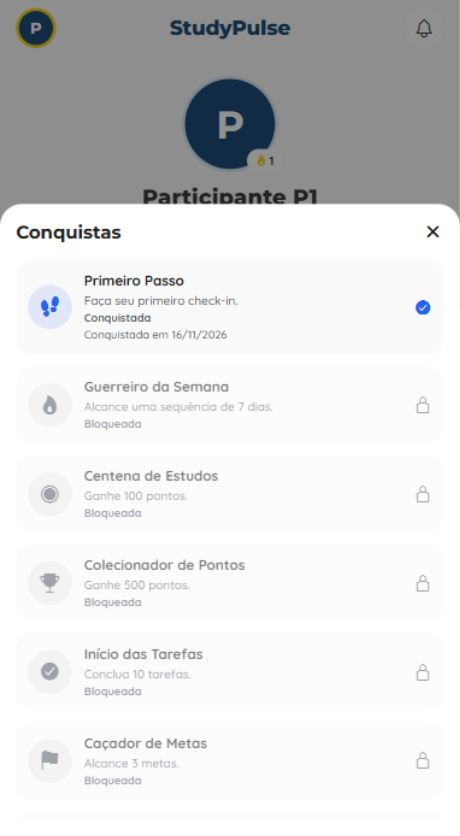 P
StudyPulse
P
1
Participante P1
Conquistas
Primeiro Passo
Faça seu primeiro check-in.
Conquistada
Conquistada em 16/11/2026
Guerreiro da Semana
Alcance uma sequência de 7 dias.
Bloqueada
Centena de Estudos
Ganhe 100 pontos.
Bloqueada
Colecionador de Pontos
Ganhe 500 pontos.
Bloqueada
Início das Tarefas
Conclua 10 tarefas.
Bloqueada
Caçador de Metas
Alcance 3 metas.
Bloqueada